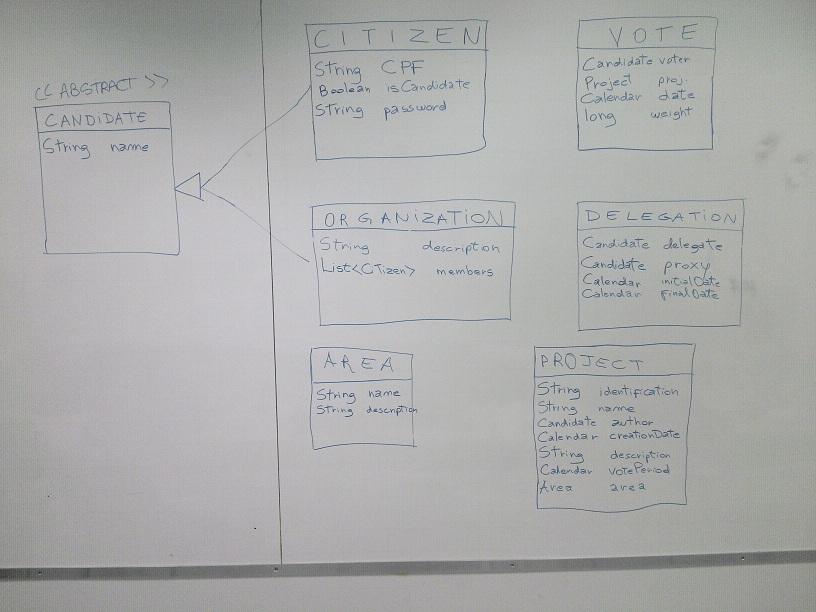 << ABSTRACT >>
CANDIDATE
String name
CITIZEN
String CPF
Boolean isCandidate
String password
ORGANIZATION
String description
List<CTizen> members
AREA
String name
String description
VOTE
Candidate voter
Project proj.
Calendar date
long weight
DELEGATION
Candidate delegate
Candidate proxy
Calendar initialDate
Calendar finalDate
PROJECT
String identification
String name
Candidate author
Calendar creationDate
String description
Calendar votePeriod
Area area